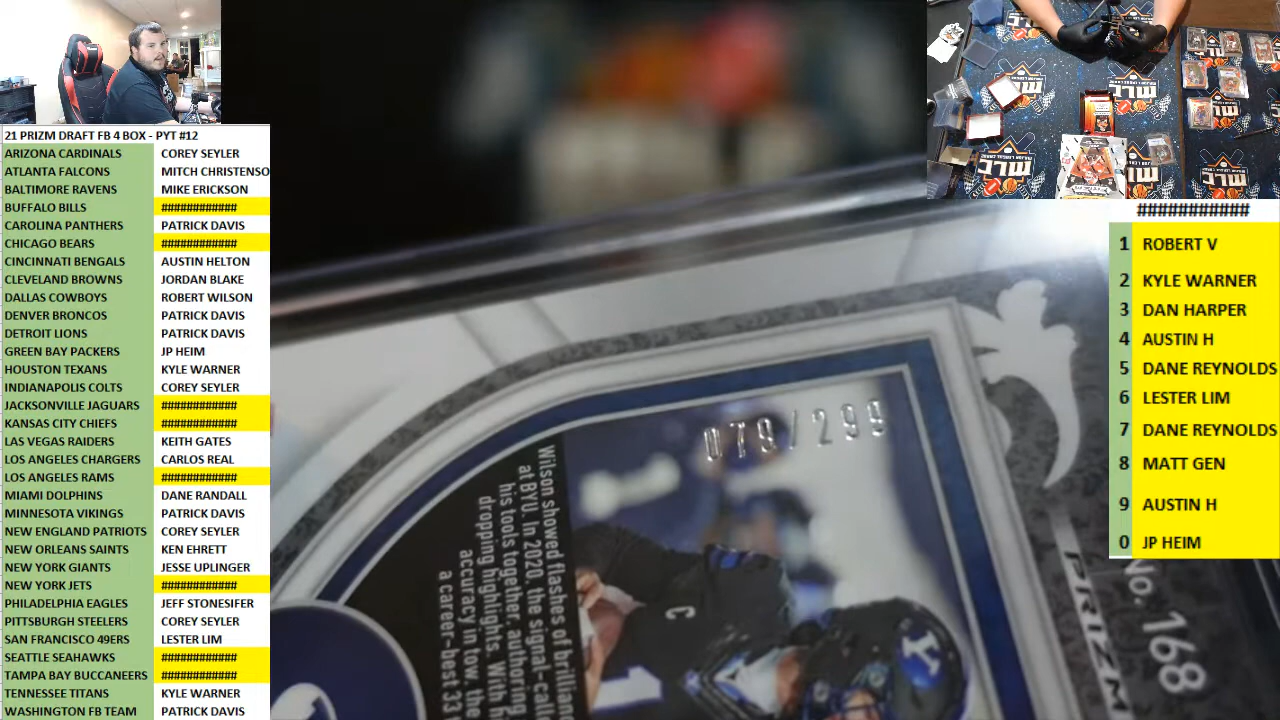 21 PRIZM DRAFT FB 4 BOX - PYT #12
ARIZONA CARDINALS COREY SEYLER
ATLANTA FALCONS MITCH CHRISTENSO
BALTIMORE RAVENS MIKE ERICKSON
BUFFALO BILLS ############
CAROLINA PANTHERS PATRICK DAVIS
CHICAGO BEARS ############
CINCINNATI BENGALS AUSTIN HELTON
CLEVELAND BROWNS JORDAN BLAKE
DALLAS COWBOYS ROBERT WILSON
DENVER BRONCOS PATRICK DAVIS
DETROIT LIONS PATRICK DAVIS
GREEN BAY PACKERS JP HEIM
HOUSTON TEXANS KYLE WARNER
INDIANAPOLIS COLTS COREY SEYLER
JACKSONVILLE JAGUARS ############
KANSAS CITY CHIEFS ############
LAS VEGAS RAIDERS KEITH GATES
LOS ANGELES CHARGERS CARLOS REAL
LOS ANGELES RAMS ############
MIAMI DOLPHINS DANE RANDALL
MINNESOTA VIKINGS PATRICK DAVIS
NEW ENGLAND PATRIOTS COREY SEYLER
NEW ORLEANS SAINTS KEN EHRETT
NEW YORK GIANTS JESSE UPLINGER
NEW YORK JETS ############
PHILADELPHIA EAGLES JEFF STONESIFER
PITTSBURGH STEELERS COREY SEYLER
SAN FRANCISCO 49ERS LESTER LIM
SEATTLE SEAHAWKS ############
TAMPA BAY BUCCANEERS ############
TENNESSEE TITANS KYLE WARNER
WASHINGTON FB TEAM PATRICK DAVIS
079/299
Wilson showed flashes of brillianc
at BYU. In 2020, the signal-calle
his tools together, authoring
dropping highlights. With h
accuracy in tow, the
a career-best 33
C
1
Y
PRIZM
No. 168
MLC
MLC
MLC
MLC
MLC
###########
1 ROBERT V
2 KYLE WARNER
3 DAN HARPER
4 AUSTIN H
5 DANE REYNOLDS
6 LESTER LIM
7 DANE REYNOLDS
8 MATT GEN
9 AUSTIN H
0 JP HEIM